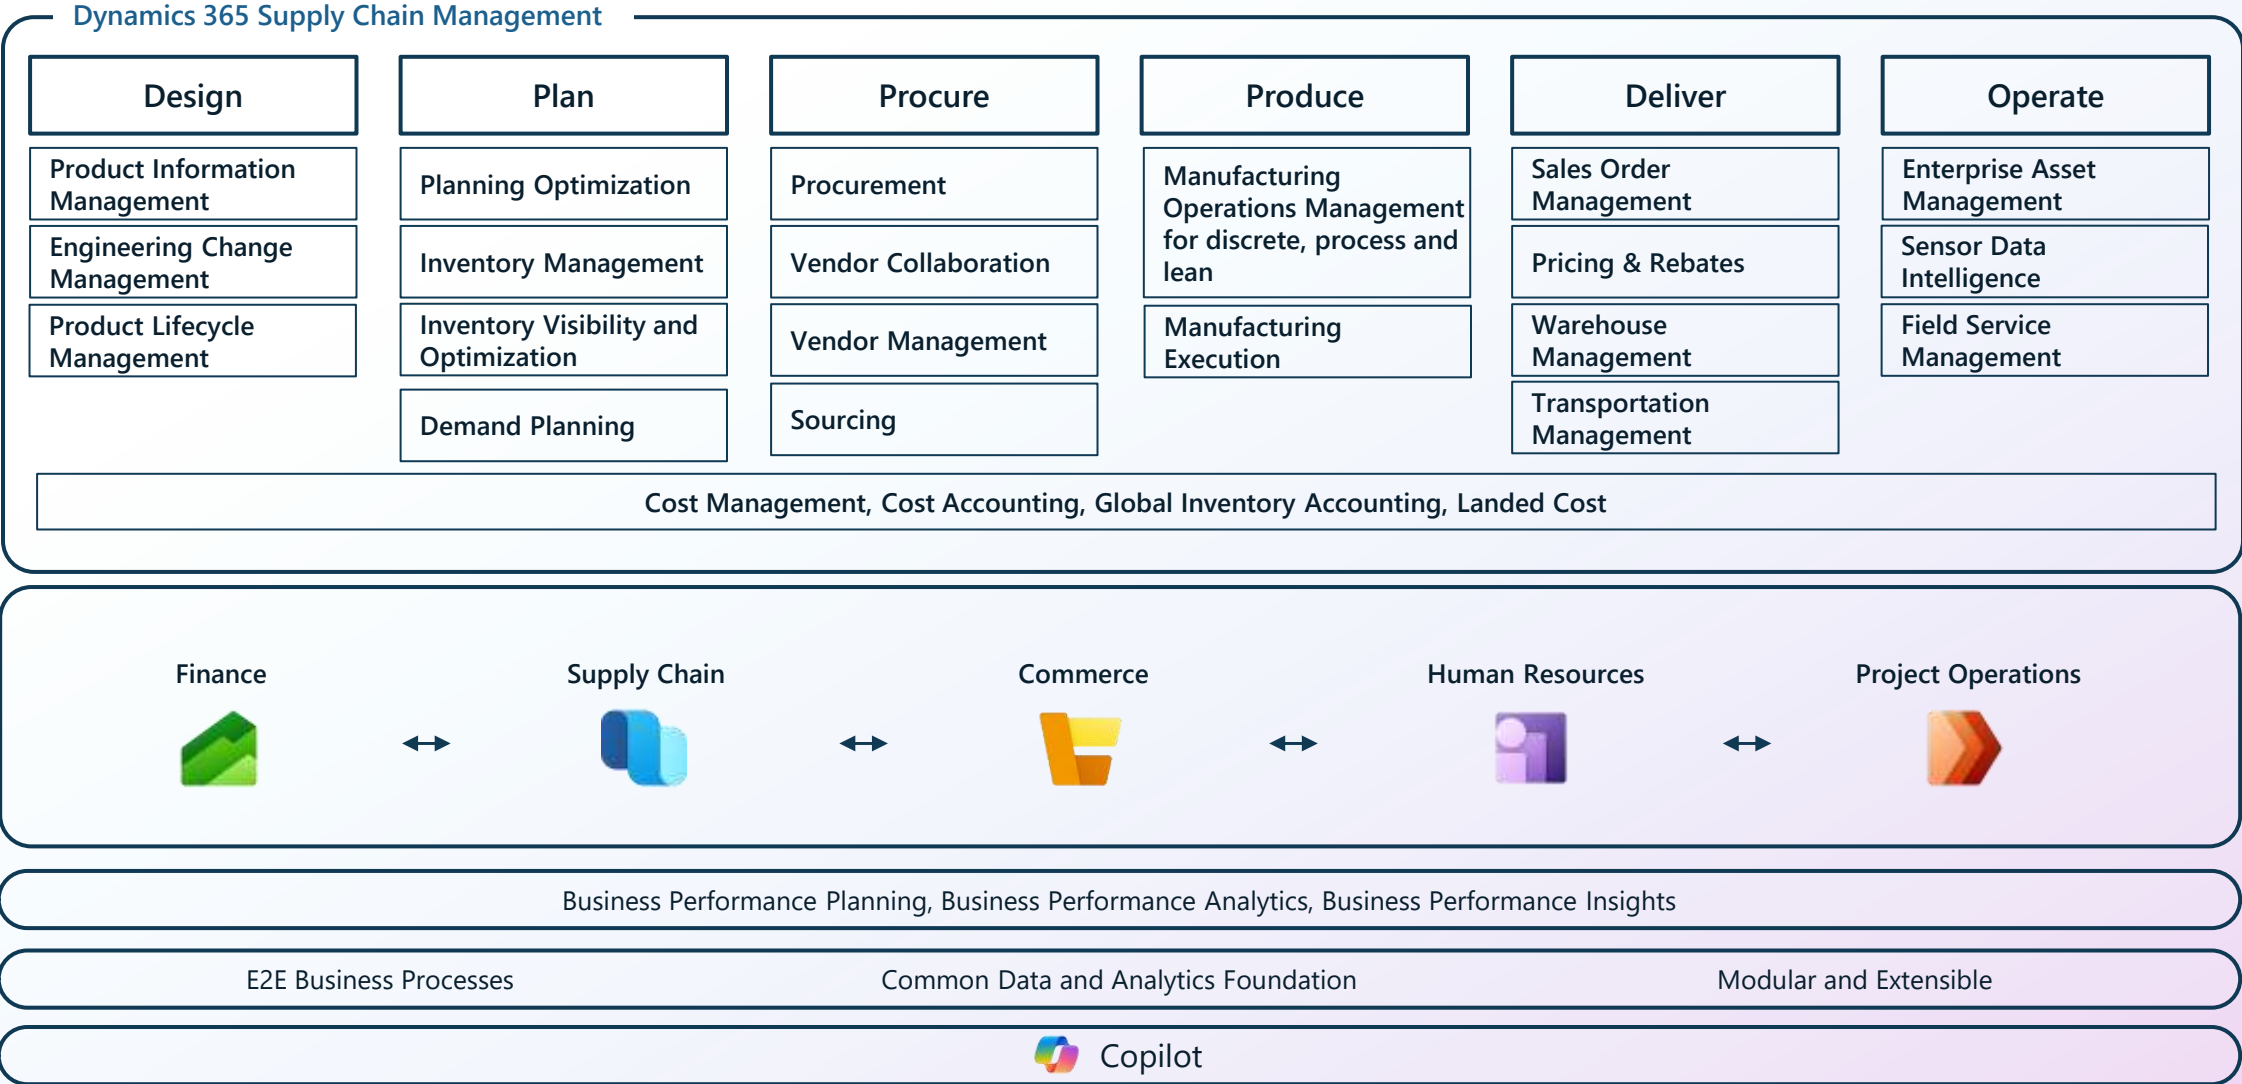 Dynamics 365 Supply Chain Management
Design
Plan
Procure
Produce
Deliver
Operate
Product Information
Management
Engineering Change
Management
Product Lifecycle
Management
Planning Optimization
Inventory Management
Inventory Visibility and
Optimization
Demand Planning
Procurement
Vendor Collaboration
Vendor Management
Sourcing
Manufacturing
Operations Management
for discrete, process and
lean
Manufacturing
Execution
Sales Order
Management
Pricing & Rebates
Warehouse
Management
Transportation
Management
Enterprise Asset
Management
Sensor Data
Intelligence
Field Service
Management
Cost Management, Cost Accounting, Global Inventory Accounting, Landed Cost
Finance
Supply Chain
Commerce
Human Resources
Project Operations
Business Performance Planning, Business Performance Analytics, Business Performance Insights
E2E Business Processes
Common Data and Analytics Foundation
Modular and Extensible
Copilot